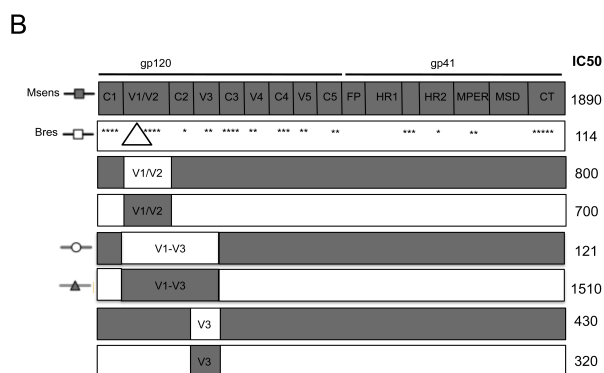 B
gp120 gp41 IC50
Msens C1 V1/V2 C2 V3 C3 V4 C4 V5 C5 FP HR1 HR2 MPER MSD CT 1890
Bres **** **** * ** **** ** *** ** ** *** * ** ***** 114
V1/V2 800
V1/V2 700
V1-V3 121
V1-V3 1510
V3 430
V3 320